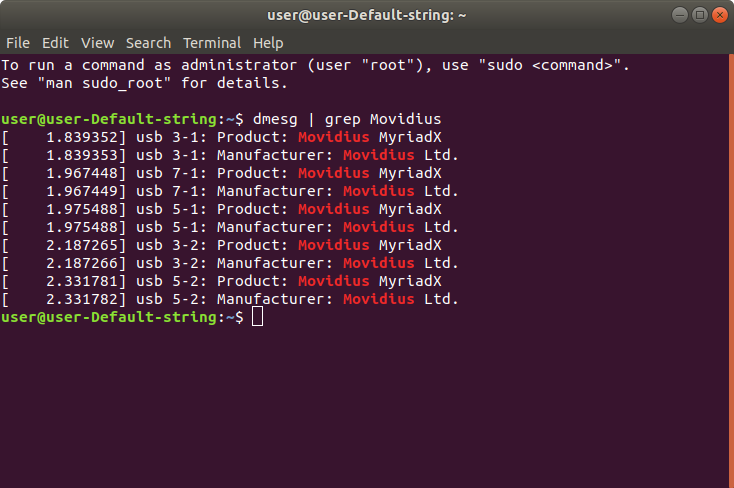 user@user-Default-string: ~
File Edit View Search Terminal Help
To run a command as administrator (user "root"), use "sudo <command>".
See "man sudo_root" for details.
user@user-Default-string:~$ dmesg | grep Movidius
[    1.839352] usb 3-1: Product: Movidius MyriadX
[    1.839353] usb 3-1: Manufacturer: Movidius Ltd.
[    1.967448] usb 7-1: Product: Movidius MyriadX
[    1.967449] usb 7-1: Manufacturer: Movidius Ltd.
[    1.975488] usb 5-1: Product: Movidius MyriadX
[    1.975488] usb 5-1: Manufacturer: Movidius Ltd.
[    2.187265] usb 3-2: Product: Movidius MyriadX
[    2.187266] usb 3-2: Manufacturer: Movidius Ltd.
[    2.331781] usb 5-2: Product: Movidius MyriadX
[    2.331782] usb 5-2: Manufacturer: Movidius Ltd.
user@user-Default-string:~$